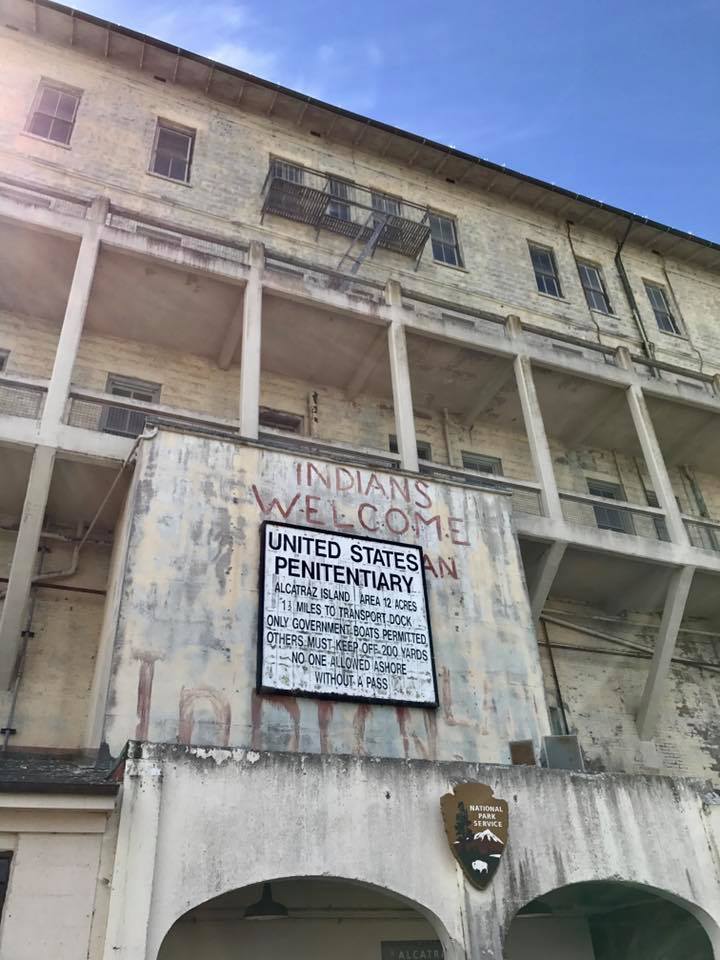 INDIANS
WELCOME
UNITED STATES
PENITENTIARY
ALCATRAZ ISLAND AREA 12 ACRES
1½ MILES TO TRANSPORT DOCK
ONLY GOVERNMENT BOATS PERMITTED
OTHERS MUST KEEP OFF 200 YARDS
NO ONE ALLOWED ASHORE
WITHOUT A PASS
NATIONAL
PARK
SERVICE